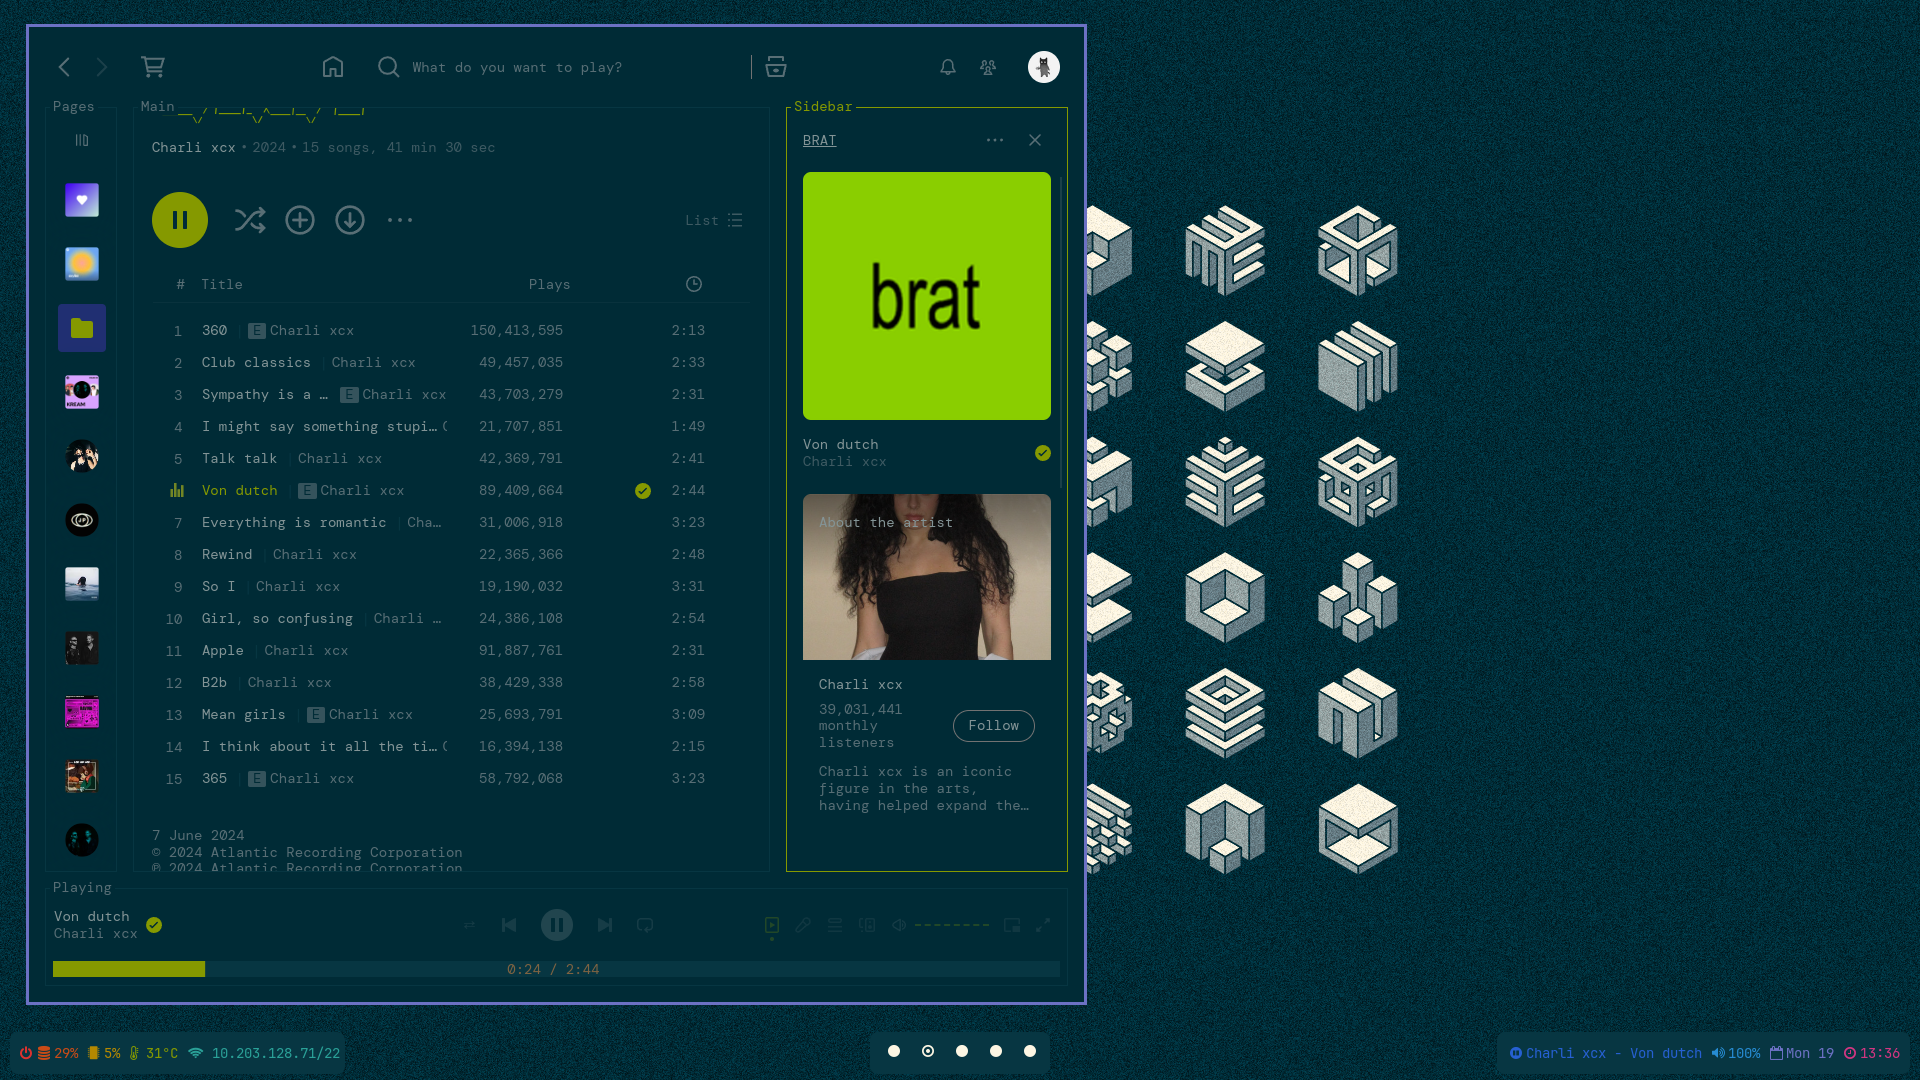 What do you want to play?
Pages
Main
Sidebar
Charli xcx • 2024 • 15 songs, 41 min 30 sec
BRAT
List
brat
# Title Plays
1 360 E Charli xcx 150,413,595 2:13
2 Club classics Charli xcx 49,457,035 2:33
3 Sympathy is a … E Charli xcx 43,703,279 2:31
4 I might say something stupi… 21,707,851 1:49
5 Talk talk Charli xcx 42,369,791 2:41
Von dutch E Charli xcx 89,409,664 2:44
7 Everything is romantic Cha… 31,006,918 3:23
8 Rewind Charli xcx 22,365,366 2:48
9 So I Charli xcx 19,190,032 3:31
10 Girl, so confusing Charli … 24,386,108 2:54
11 Apple Charli xcx 91,887,761 2:31
12 B2b Charli xcx 38,429,338 2:58
13 Mean girls E Charli xcx 25,693,791 3:09
14 I think about it all the ti… 16,394,138 2:15
15 365 E Charli xcx 58,792,068 3:23
7 June 2024
© 2024 Atlantic Recording Corporation
℗ 2024 Atlantic Recording Corporation
Von dutch
Charli xcx
About the artist
Charli xcx
39,031,441
monthly
listeners
Follow
Charli xcx is an iconic
figure in the arts,
having helped expand the…
Playing
Von dutch
Charli xcx
0:24 / 2:44
29% 5% 31°C 10.203.128.71/22
Charli xcx - Von dutch 100% Mon 19 13:36